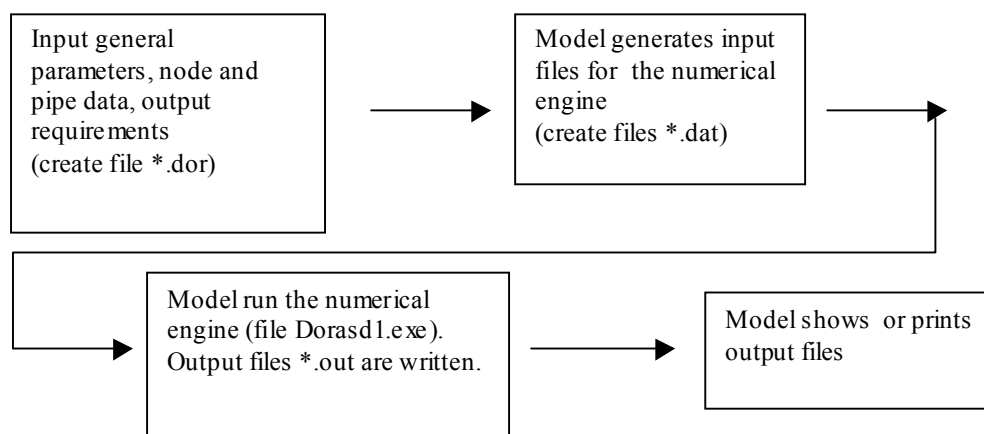 Input general
parameters, node and
pipe data, output
requirements
(create file *.dor)
Model generates input
files for the numerical
engine
(create files *.dat)
Model run the numerical
engine (file Dorasd1.exe).
Output files *.out are written.
Model shows or prints
output files